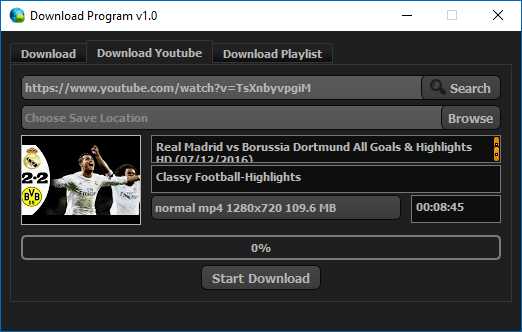 Download Program v1.0
Download
Download Youtube
Download Playlist
https://www.youtube.com/watch?v=TsXnbyvpgiM
Search
Choose Save Location
Browse
2-2
BVB
09
Real Madrid vs Borussia Dortmund All Goals & Highlights
HD (07/12/2016)
Classy Football-Highlights
normal mp4 1280x720 109.6 MB
00:08:45
0%
Start Download